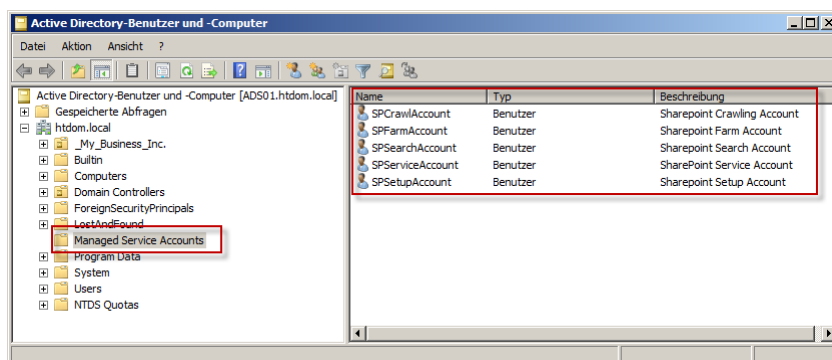 Active Directory-Benutzer und -Computer
Datei Aktion Ansicht ?
Active Directory-Benutzer und -Computer [ADS01.htdom.local]
Gespeicherte Abfragen
htdom.local
_My_Business_Inc.
Builtin
Computers
Domain Controllers
ForeignSecurityPrincipals
LostAndFound
Managed Service Accounts
Program Data
System
Users
NTDS Quotas
Name Typ Beschreibung
SPCrawlAccount Benutzer Sharepoint Crawling Account
SPFarmAccount Benutzer Sharepoint Farm Account
SPSearchAccount Benutzer Sharepoint Search Account
SPServiceAccount Benutzer SharePoint Service Account
SPSetupAccount Benutzer Sharepoint Setup Account